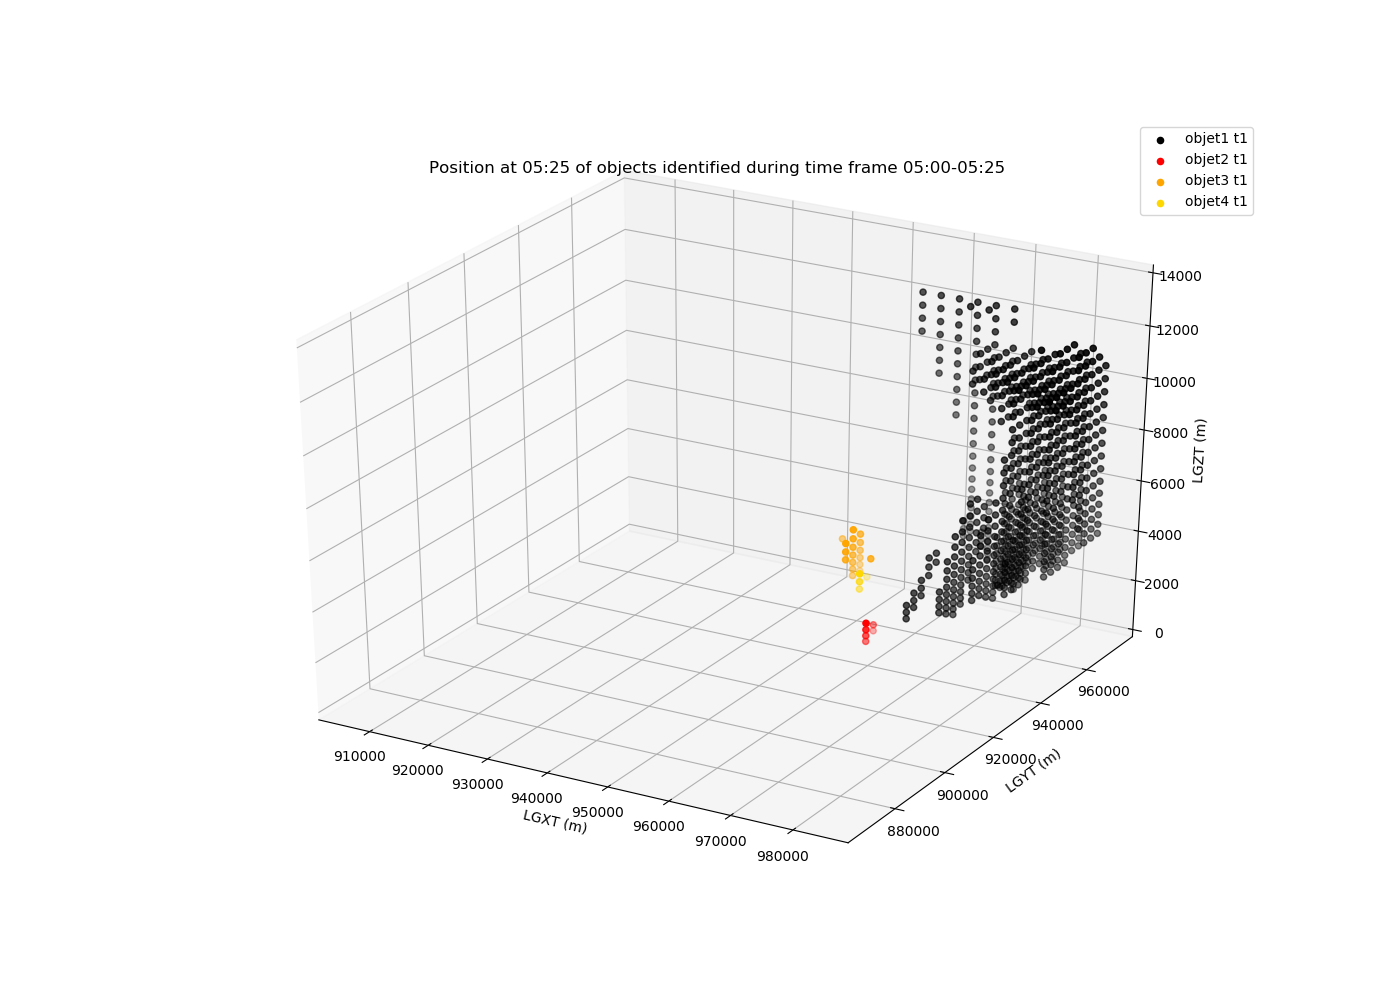 Position at 05:25 of objects identified during time frame 05:00-05:25
objet1 t1
objet2 t1
objet3 t1
objet4 t1
14000
12000
10000
8000
6000
4000
2000
0
LGZT (m)
960000
940000
920000
900000
880000
LGYT (m)
910000
920000
930000
940000
950000
960000
970000
980000
LGXT (m)